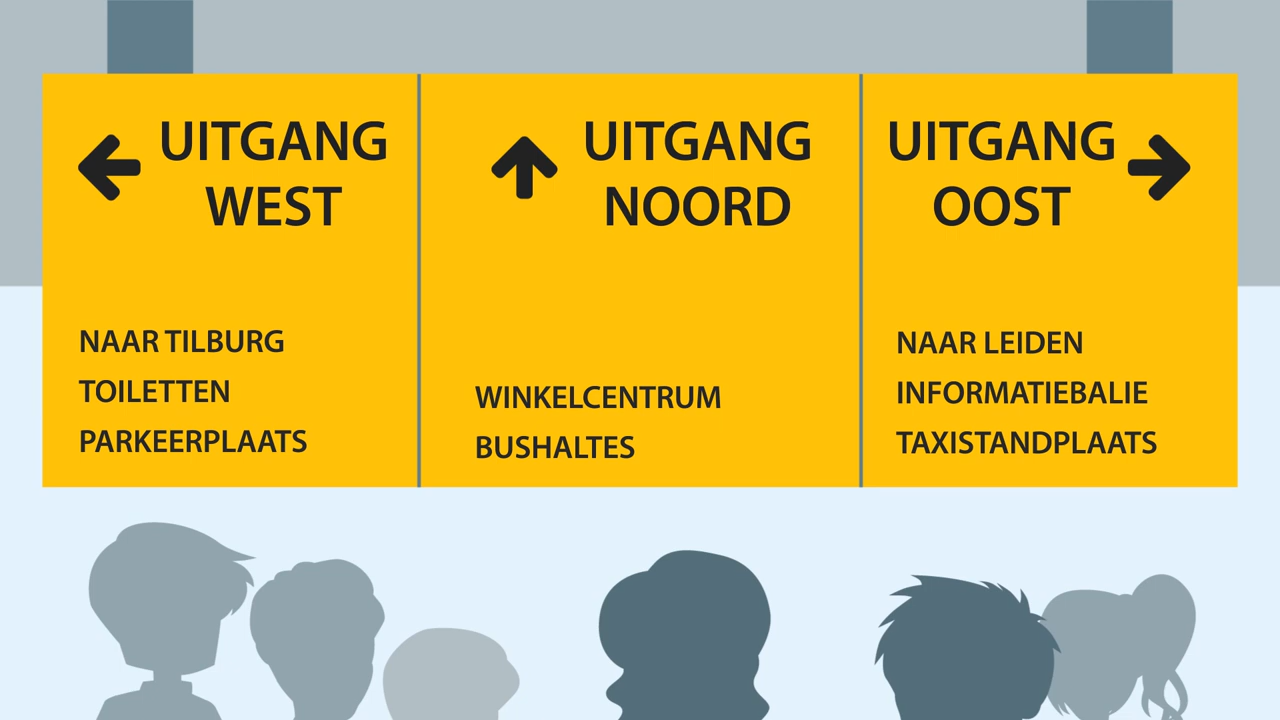 UITGANG
WEST
NAAR TILBURG
TOILETTEN
PARKEERPLAATS
UITGANG
NOORD
WINKELCENTRUM
BUSHALTES
UITGANG
OOST
NAAR LEIDEN
INFORMATIEBALIE
TAXISTANDPLAATS